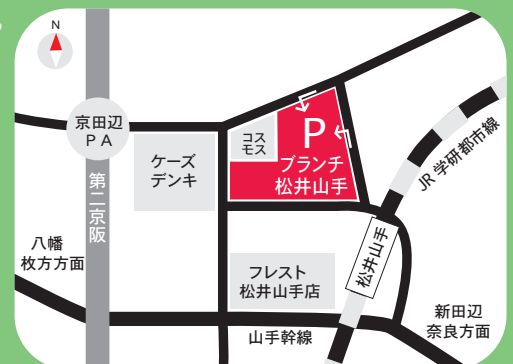 N
京田辺
PA
コス
モス
P
ブランチ
松井山手
ケーズ
デンキ
第二京阪
JR 学研都市線
八幡
枚方方面
松井山手
フレスト
松井山手店
新田辺
奈良方面
山手幹線